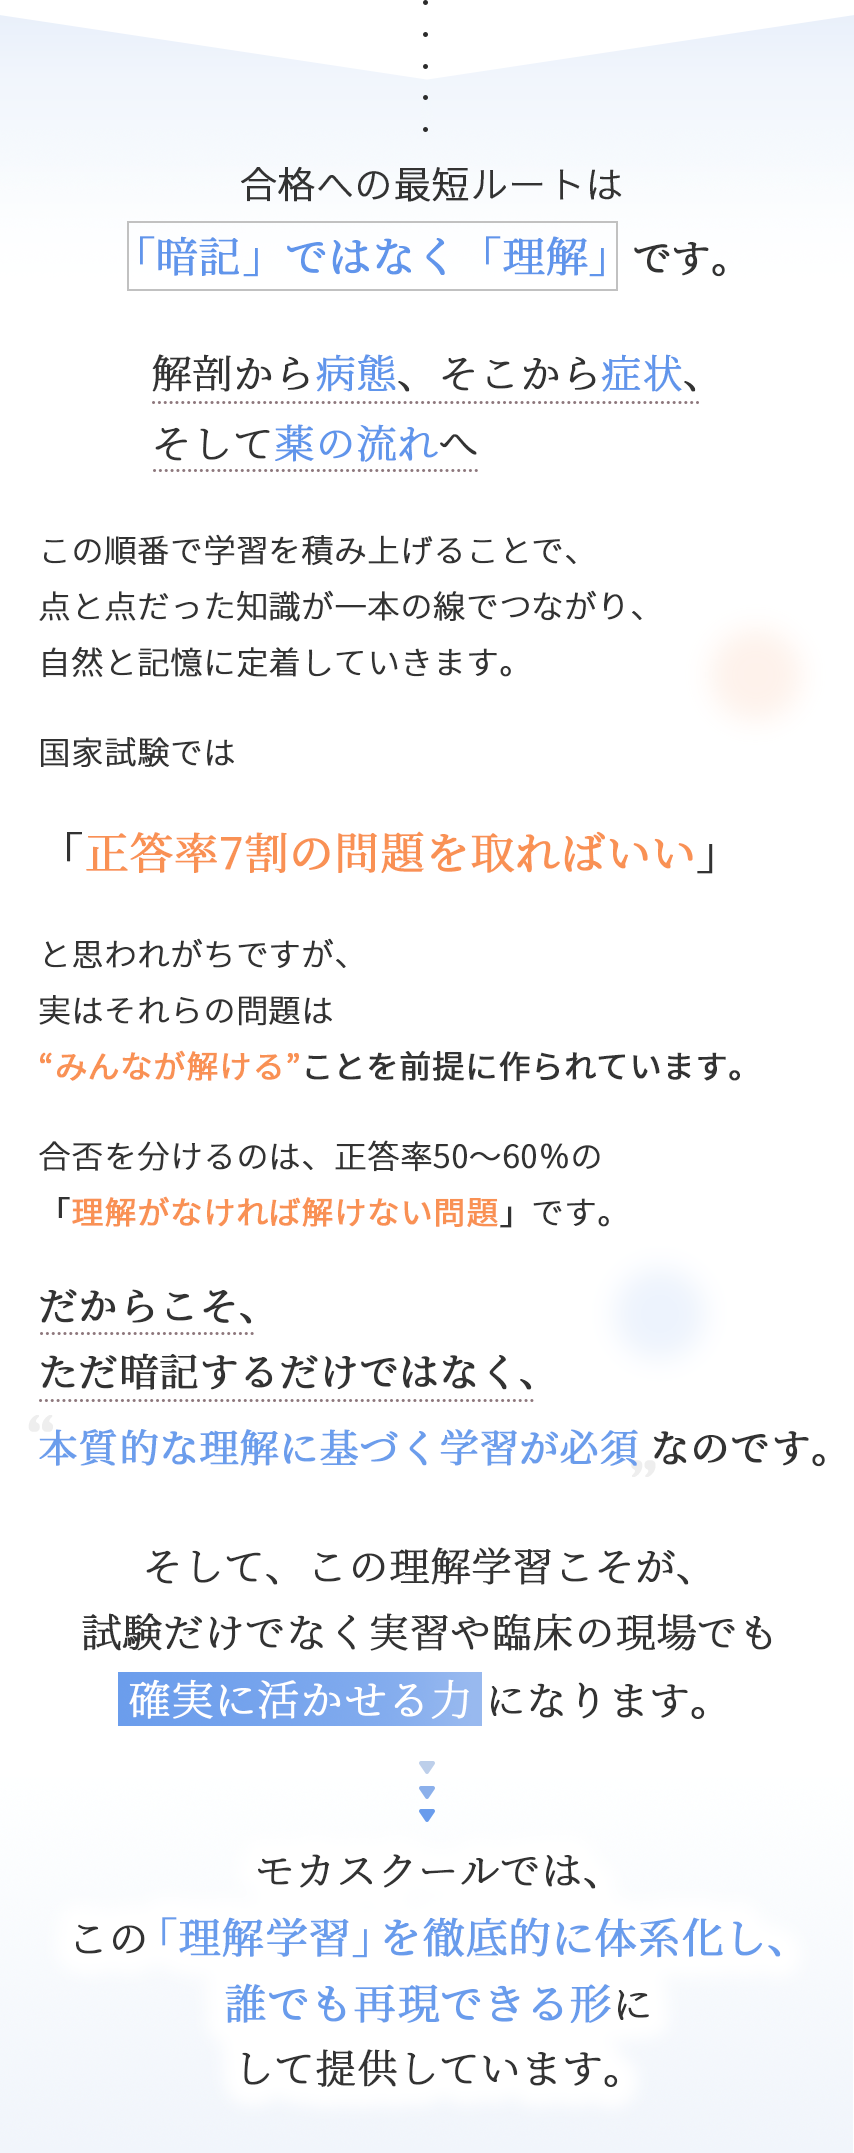 合格への最短ルートは
「暗記」ではなく「理解」です。
解剖から病態、そこから症状、
そして薬の流れへ
この順番で学習を積み上げることで、
点と点だった知識が一本の線でつながり、
自然と記憶に定着していきます。
国家試験では
「正答率7割の問題を取ればいい」
と思われがちですが、
実はそれらの問題は
“みんなが解ける”ことを前提に作られています。
合否を分けるのは、正答率50〜60%の
「理解がなければ解けない問題」です。
だからこそ、
ただ暗記するだけではなく、
“本質的な理解に基づく学習が必須”なのです。
そして、この理解学習こそが、
試験だけでなく実習や臨床の現場でも
確実に活かせる力になります。
モカスクールでは、
この「理解学習」を徹底的に体系化し、
誰でも再現できる形に
して提供しています。